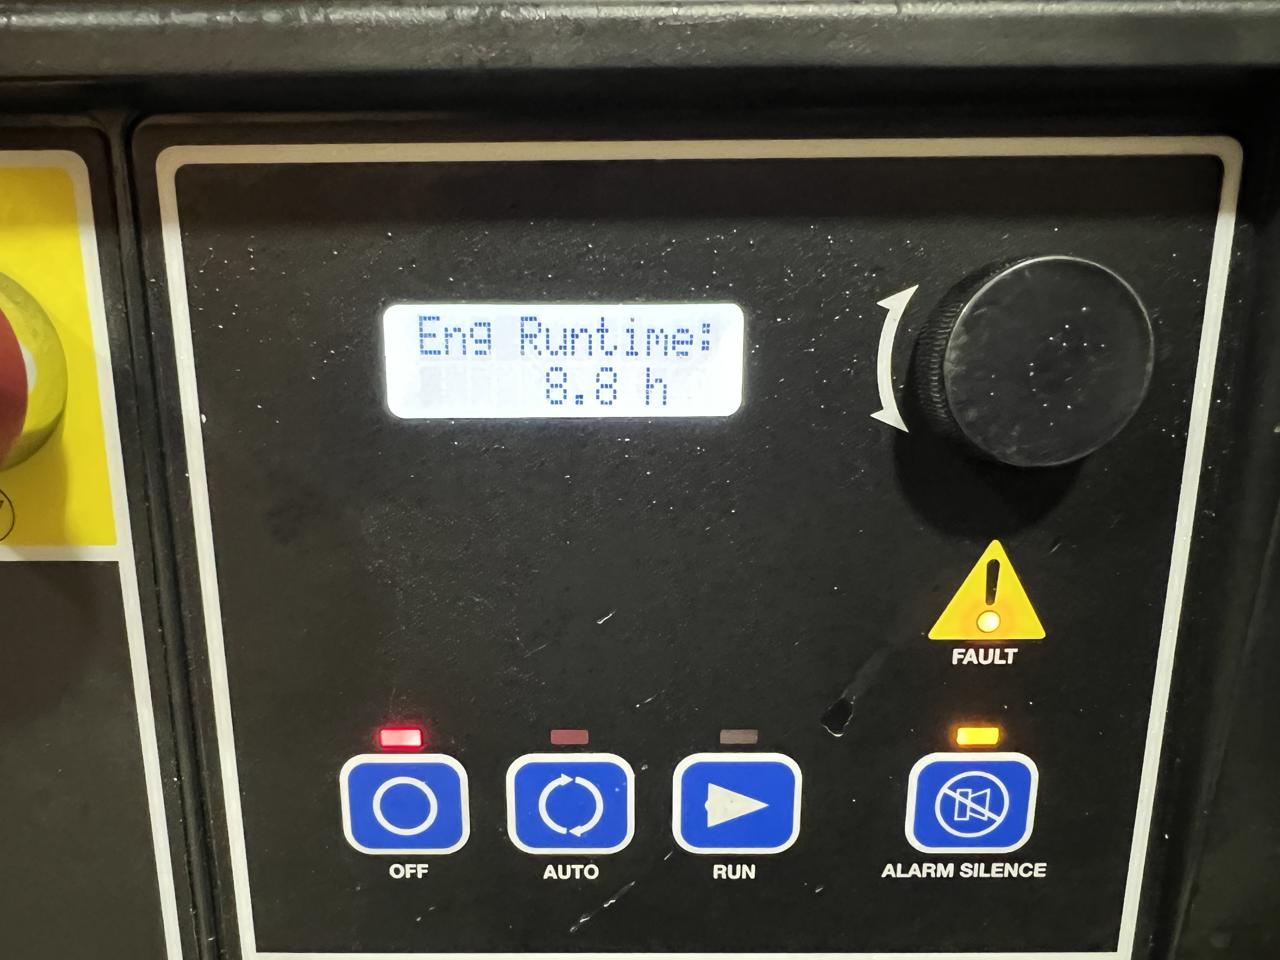 Eng Runtime:
8.8 h
FAULT
OFF
AUTO
RUN
ALARM SILENCE